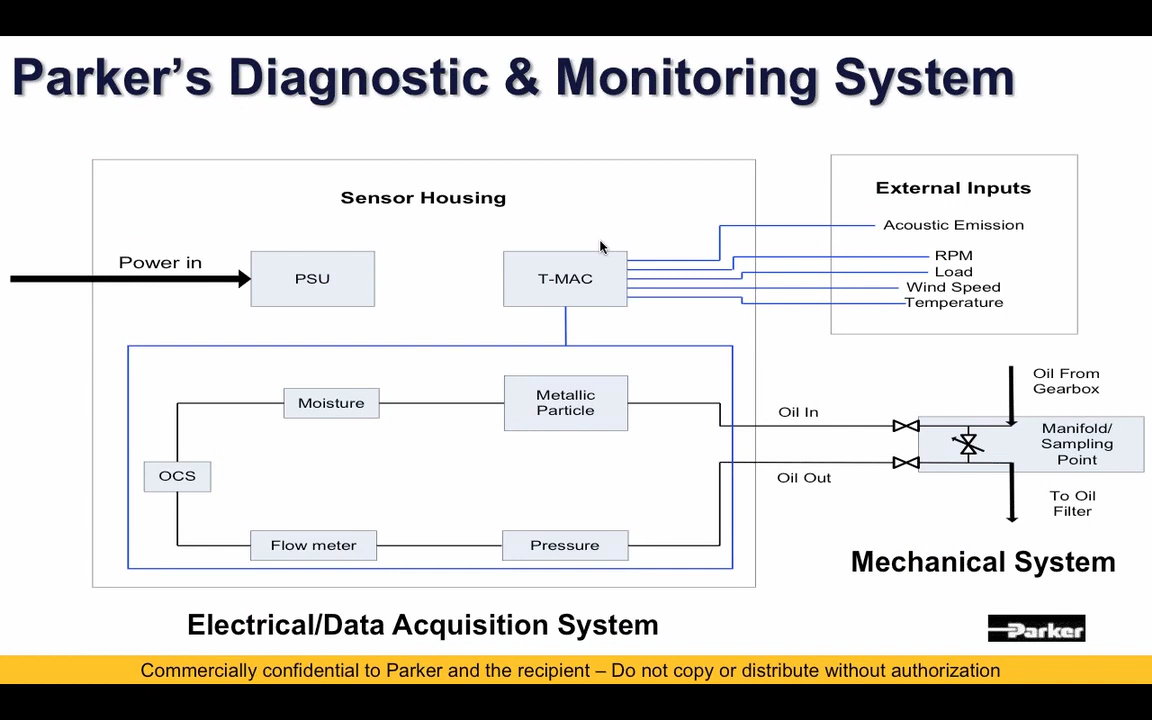 Parker’s Diagnostic & Monitoring System
Sensor Housing
External Inputs
Acoustic Emission
Power in
PSU
T-MAC
RPM
Load
Wind Speed
Temperature
Moisture
Metallic
Particle
Oil From
Gearbox
Oil In
Manifold/
Sampling
Point
OCS
Oil Out
To Oil
Filter
Flow meter
Pressure
Mechanical System
Electrical/Data Acquisition System
Parker
Commercially confidential to Parker and the recipient – Do not copy or distribute without authorization